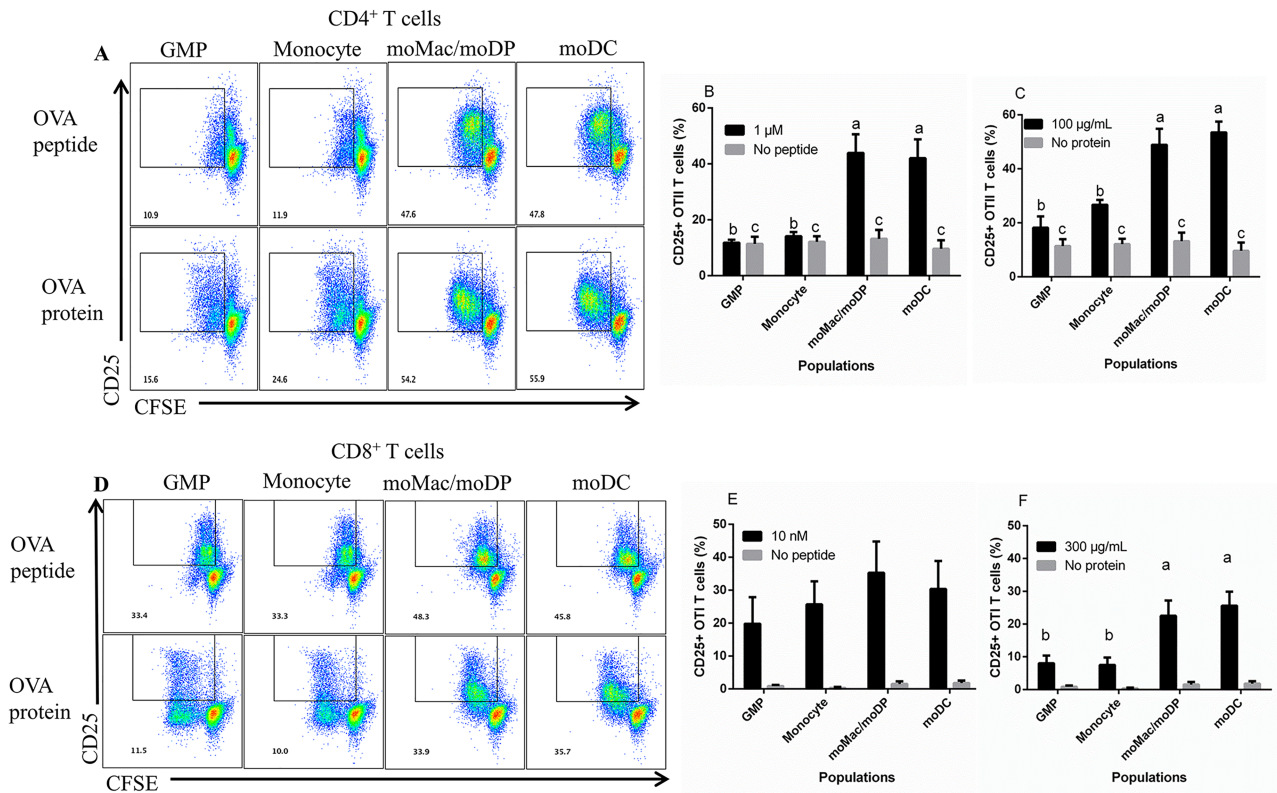 CD4+ T cells
A
GMP
Monocyte
moMac/moDP
moDC
OVA
peptide
10.9
11.9
47.6
47.8
OVA
protein
15.6
24.6
54.2
55.9
CD25
CFSE
B
CD25+ OTII T cells (%)
60
40
20
0
1 µM
No peptide
b
c
b
c
a
c
a
c
GMP
Monocyte
moMac/moDP
moDC
Populations
C
CD25+ OTII T cells (%)
60
40
20
0
100 µg/mL
No protein
b
c
b
c
a
c
a
c
GMP
Monocyte
moMac/moDP
moDC
Populations
CD8+ T cells
D
GMP
Monocyte
moMac/moDP
moDC
OVA
peptide
33.4
33.3
48.3
45.8
OVA
protein
11.5
10.0
33.9
35.7
CD25
CFSE
E
CD25+ OTI T cells (%)
50
40
30
20
10
0
10 nM
No peptide
GMP
Monocyte
moMac/moDP
moDC
Populations
F
CD25+ OTI T cells (%)
50
40
30
20
10
0
300 µg/mL
No protein
b
b
a
a
GMP
Monocyte
moMac/moDP
moDC
Populations